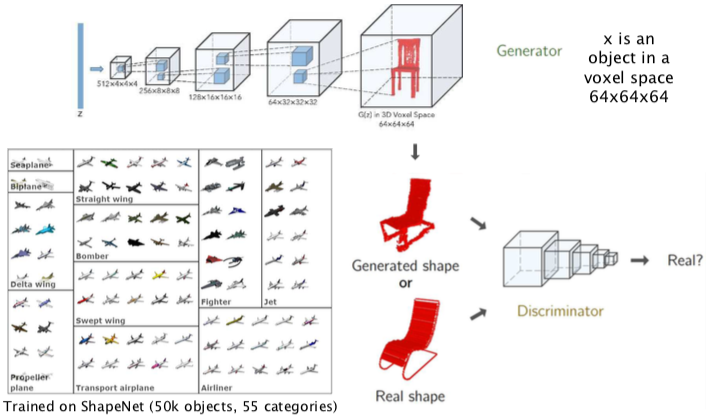 z
512×4×4×4
256×8×8×8
128×16×16×16
64×32×32×32
G(z) in 3D Voxel Space
64×64×64
Generator
x is an
object in a
voxel space
64x64x64
Seaplane
Biplane
Delta wing
Propeller
plane
Straight wing
Bomber
Swept wing
Transport airplane
Fighter
Jet
Airliner
Trained on ShapeNet (50k objects, 55 categories)
Generated shape
or
Real shape
Discriminator
Real?